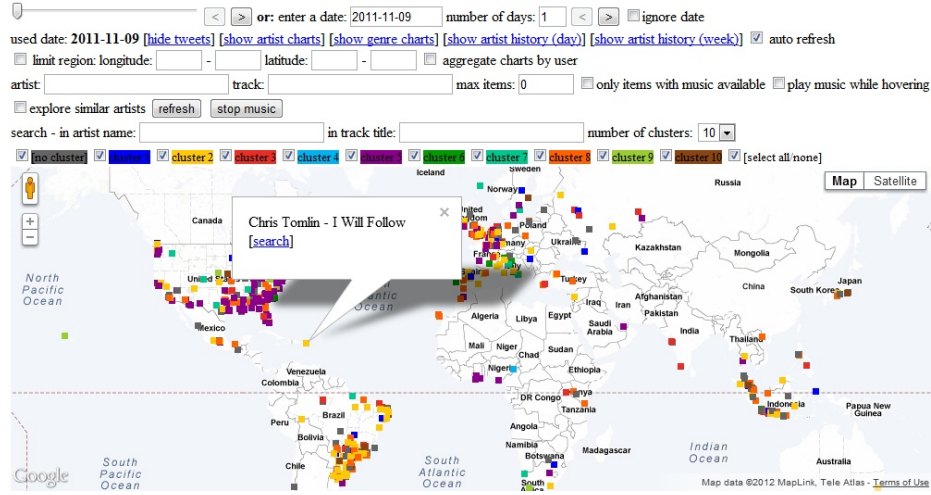 < > or: enter a date: 2011-11-09 number of days: 1 < > ignore date
used date: 2011-11-09 [hide tweets] [show artist charts] [show genre charts] [show artist history (day)] [show artist history (week)] auto refresh
limit region: longitude: - latitude: - aggregate charts by user
artist: track: max items: 0 only items with music available play music while hovering
explore similar artists refresh stop music
search - in artist name: in track title: number of clusters: 10
[no cluster] cluster 1 cluster 2 cluster 3 cluster 4 cluster 5 cluster 6 cluster 7 cluster 8 cluster 9 cluster 10 [select all/none]
Iceland
Sweden
Norway
Russia
Map Satellite
Chris Tomlin - I Will Follow ×
[search]
Canada
Poland
Ukraine
Kazakhstan
Mongolia
North
Pacific
Ocean
Turkey
China
South Korea
Japan
Iraq
Iran
Afghanistan
Pakistan
Algeria
Libya
Egypt
Saudi
Arabia
India
Mexico
Thailand
Mali
Niger
Chad
Sudan
Venezuela
Colombia
Ethiopia
DR Congo
Kenya
Tanzania
Indonesia
Papua New
Guinea
Peru
Brazil
Angola
Bolivia
Namibia
Botswana
Madagascar
Chile
South
Pacific
Ocean
South
Atlantic
Ocean
Indian
Ocean
Australia
South
Africa
Google
Map data ©2012 MapLink, Tele Atlas - Terms of Use